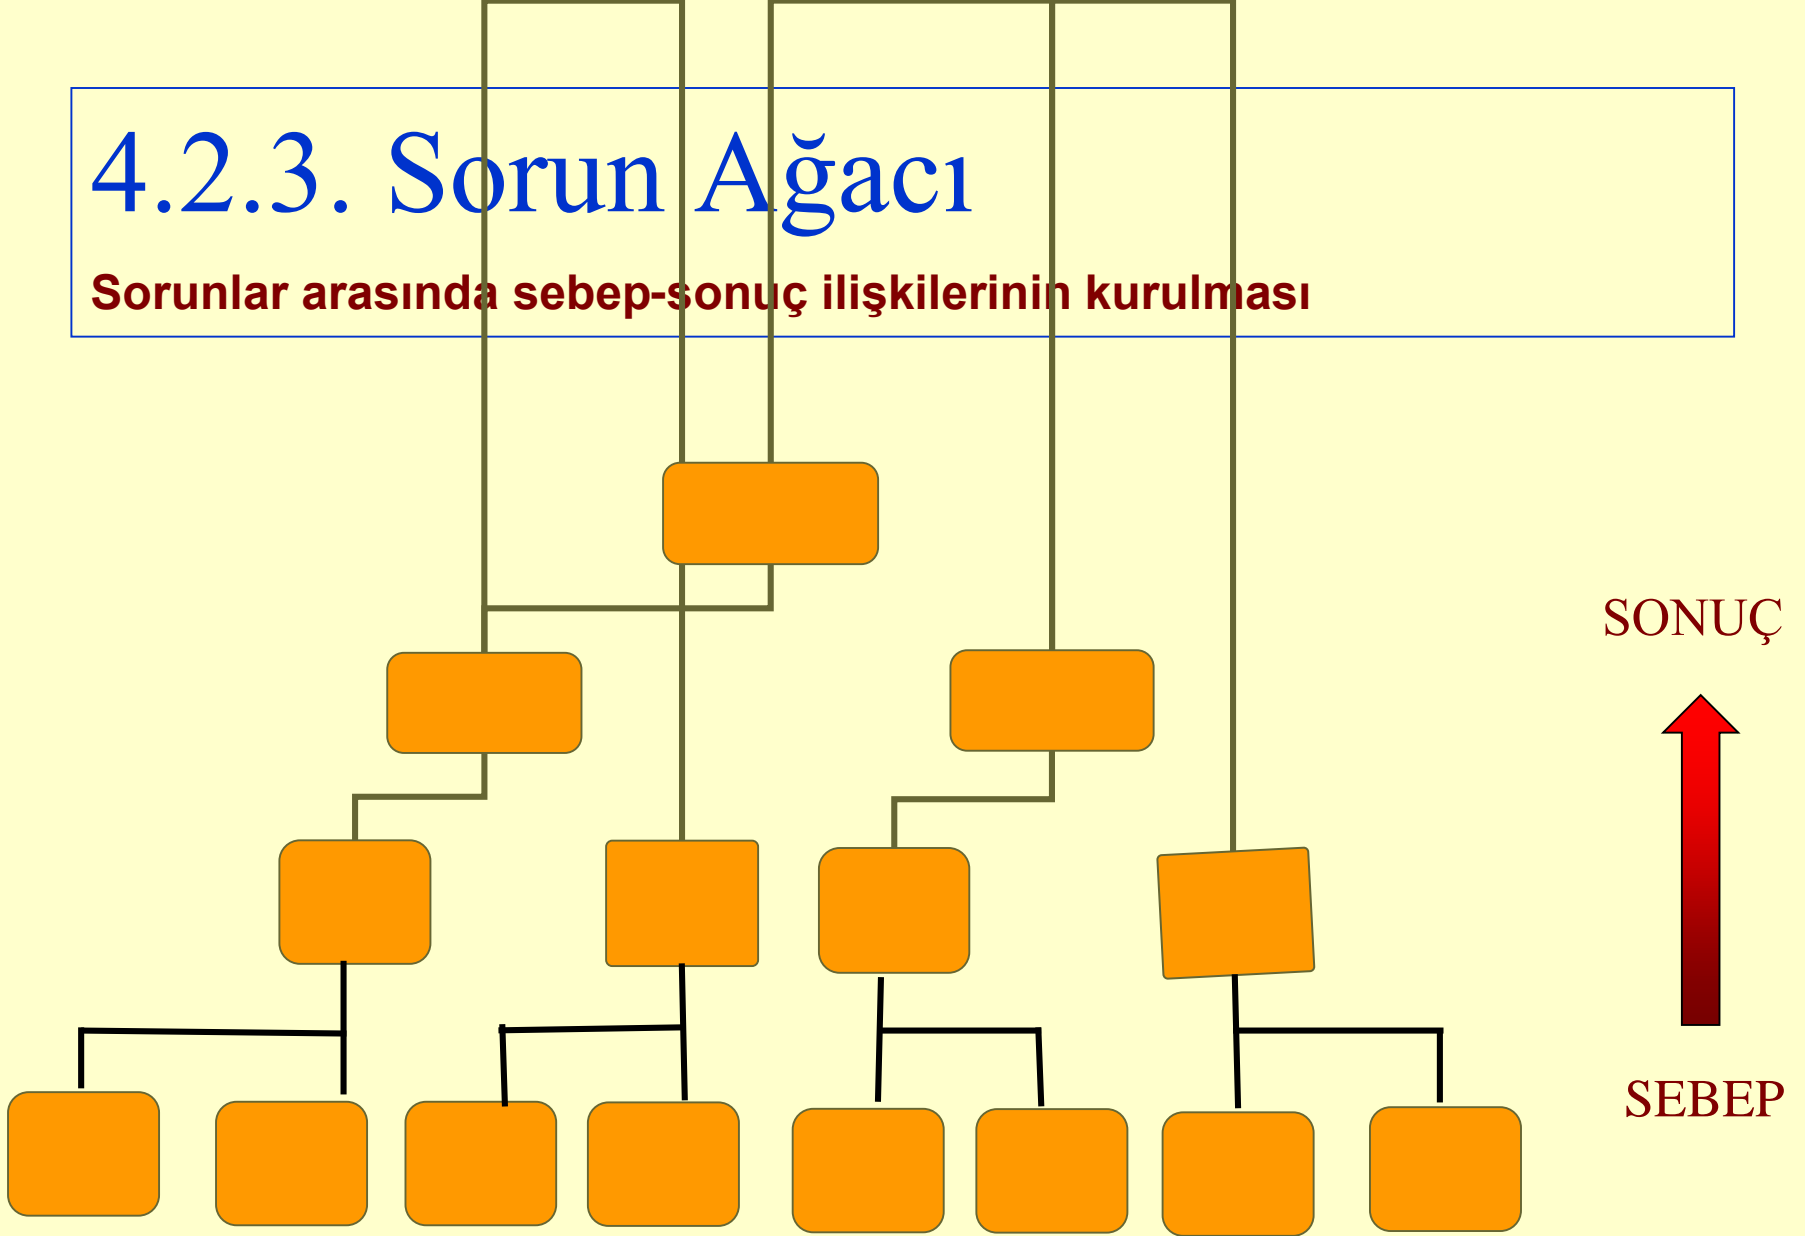 4.2.3. Sorun Ağacı
Sorunlar arasında sebep-sonuç ilişkilerinin kurulması
SONUÇ
SEBEP